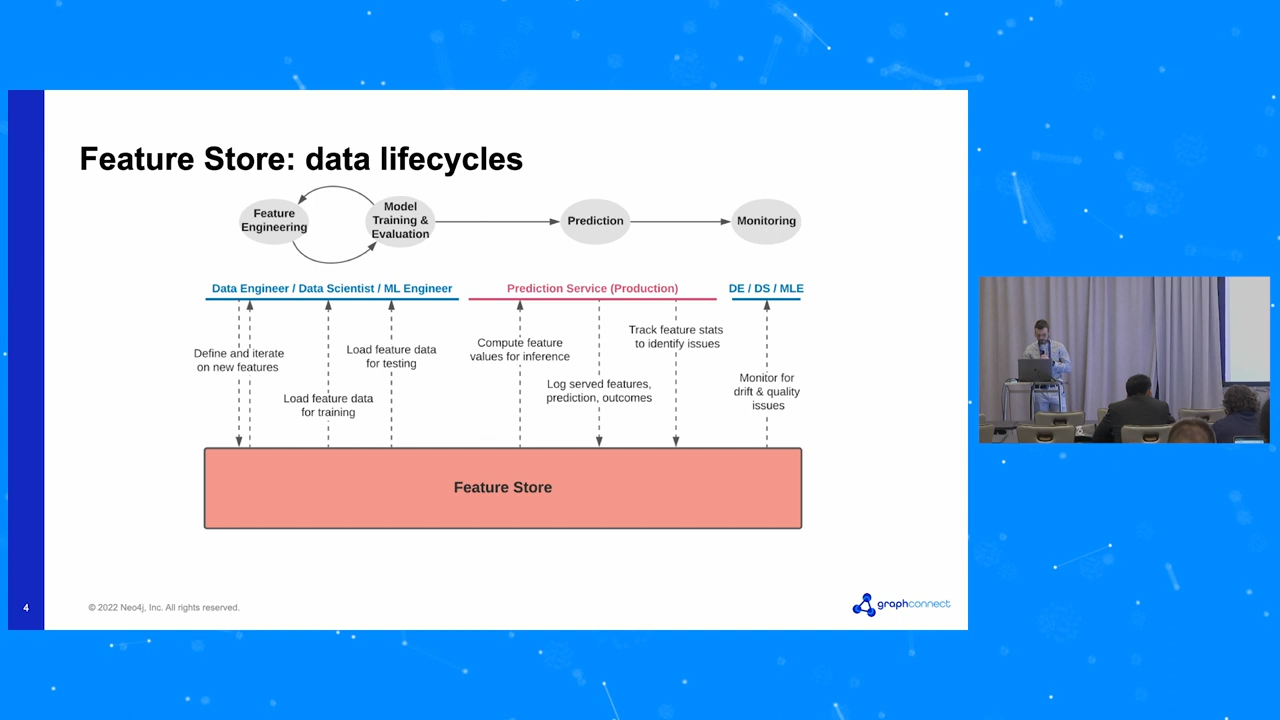 Feature Store: data lifecycles
Feature
Engineering
Model
Training &
Evaluation
Prediction
Monitoring
Data Engineer / Data Scientist / ML Engineer
Prediction Service (Production)
DE / DS / MLE
Define and iterate
on new features
Load feature data
for training
Load feature data
for testing
Compute feature
values for inference
Log served features,
prediction, outcomes
Track feature stats
to identify issues
Monitor for
drift & quality
issues
Feature Store
4
© 2022 Neo4j, Inc. All rights reserved.
graphconnect